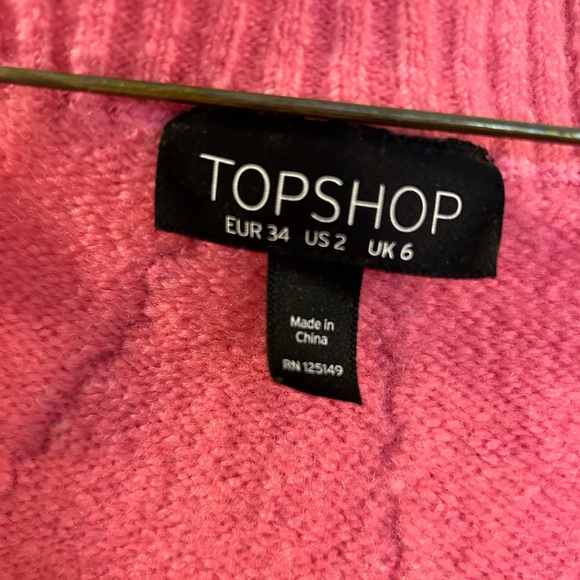 TOPSHOP
EUR 34 US 2 UK 6
Made in
China
RN 125149